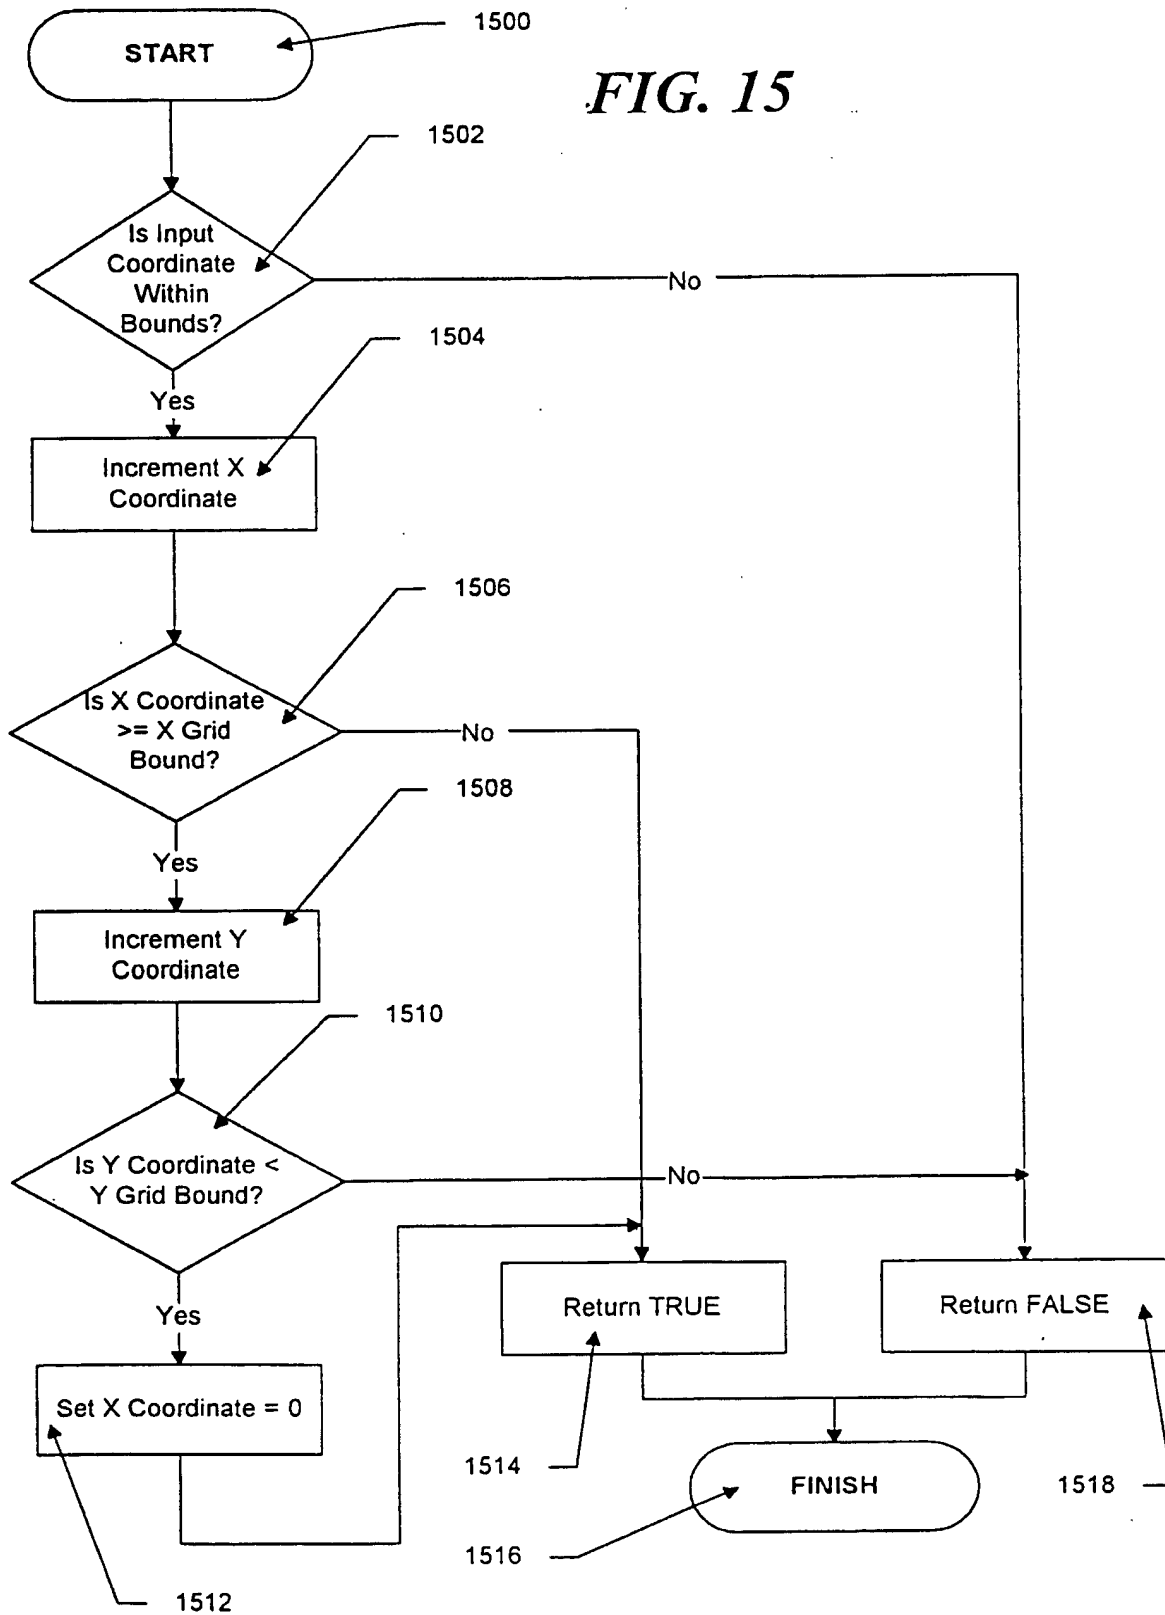 START
1500
FIG. 15
1502
Is Input
Coordinate
Within
Bounds?
No
1504
Yes
Increment X
Coordinate
1506
Is X Coordinate
>= X Grid
Bound?
No
1508
Yes
Increment Y
Coordinate
1510
Is Y Coordinate <
Y Grid Bound?
No
Yes
Return TRUE
Return FALSE
Set X Coordinate = 0
1514
FINISH
1518
1516
1512